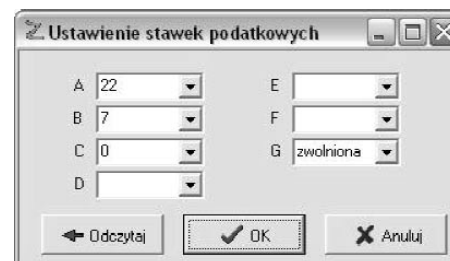 Ustawienie stawek podatkowych
A 22 E
B 7 F
C 0 G zwolniona
D
Odczytaj OK Anuluj